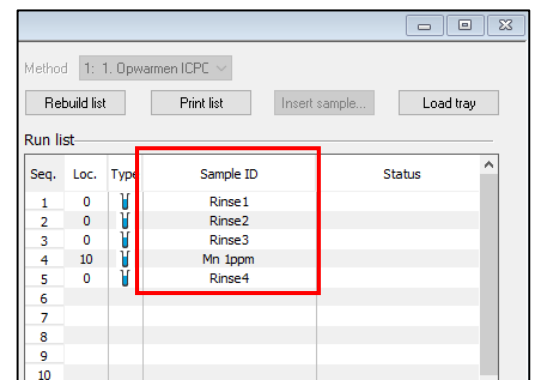 Method 1: 1. Opwarmen ICPC
Rebuild list Print list Insert sample... Load tray
Run list
Seq. Loc. Type Sample ID Status
1 0 Rinse1
2 0 Rinse2
3 0 Rinse3
4 10 Mn 1ppm
5 0 Rinse4
6
7
8
9
10